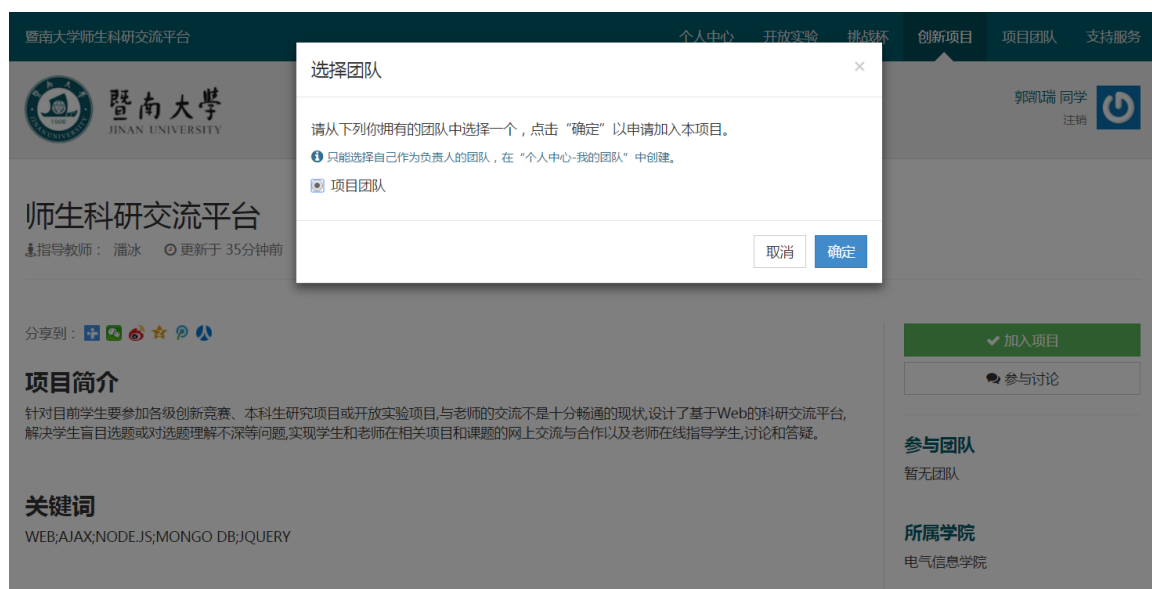 暨南大学师生科研交流平台
个人中心 开放实验 挑战杯 创新项目 项目团队 支持服务
选择团队 ×
暨南大學
JINAN UNIVERSITY
郭凯瑞 同学
注销
请从下列你拥有的团队中选择一个，点击“确定”以申请加入本项目。
只能选择自己作为负责人的团队，在“个人中心-我的团队”中创建。
项目团队
取消 确定
师生科研交流平台
指导教师： 潘冰 更新于 35分钟前
分享到：
加入项目
参与讨论
项目简介
针对目前学生要参加各级创新竞赛、本科生研究项目或开放实验项目,与老师的交流不是十分畅通的现状,设计了基于Web的科研交流平台,
解决学生盲目选题或对选题理解不深等问题,实现学生和老师在相关项目和课题的网上交流与合作以及老师在线指导学生,讨论和答疑。
参与团队
暂无团队
关键词
WEB;AJAX;NODE.JS;MONGO DB;JQUERY
所属学院
电气信息学院